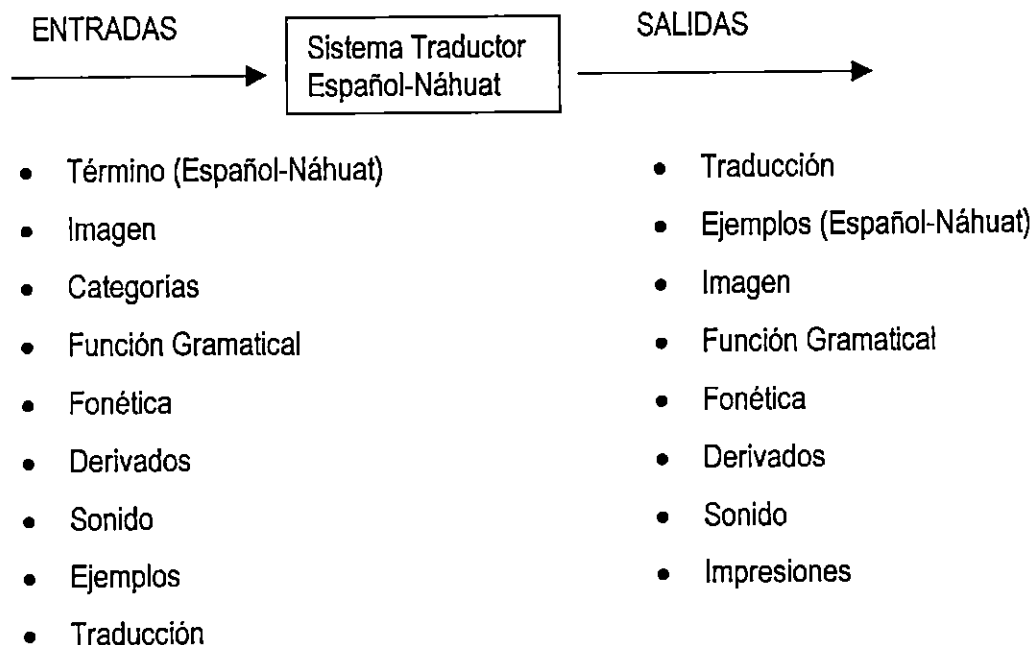 ENTRADAS
Sistema Traductor
Español-Náhuat
SALIDAS
• Término (Español-Náhuat)
• Imagen
• Categorías
• Función Gramatical
• Fonética
• Derivados
• Sonido
• Ejemplos
• Traducción
• Traducción
• Ejemplos (Español-Náhuat)
• Imagen
• Función Gramatical
• Fonética
• Derivados
• Sonido
• Impresiones